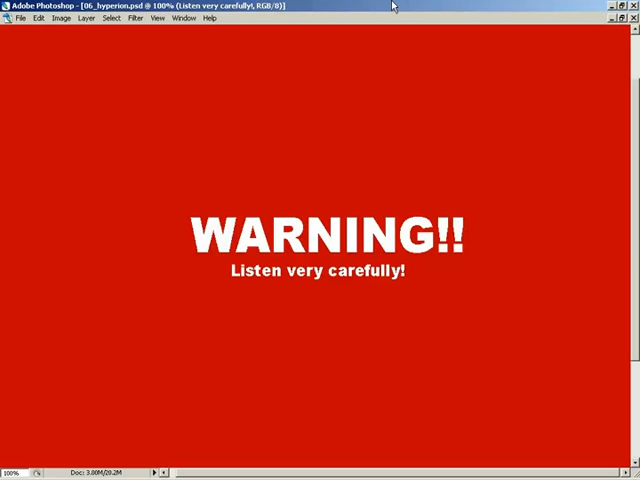 Adobe Photoshop - [06_hyperion.psd @ 100% (Listen very carefully!, RGB/8)]
File Edit Image Layer Select Filter View Window Help
WARNING!!
Listen very carefully!
100% Doc: 3.00M/20.2M